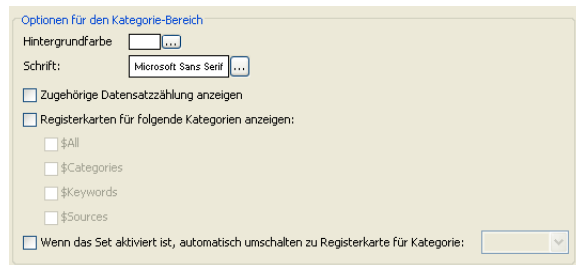 Optionen für den Kategorie-Bereich
Hintergrundfarbe ...
Schrift: Microsoft Sans Serif ...
Zugehörige Datensatzzählung anzeigen
Registerkarten für folgende Kategorien anzeigen:
$All
$Categories
$Keywords
$Sources
Wenn das Set aktiviert ist, automatisch umschalten zu Registerkarte für Kategorie: